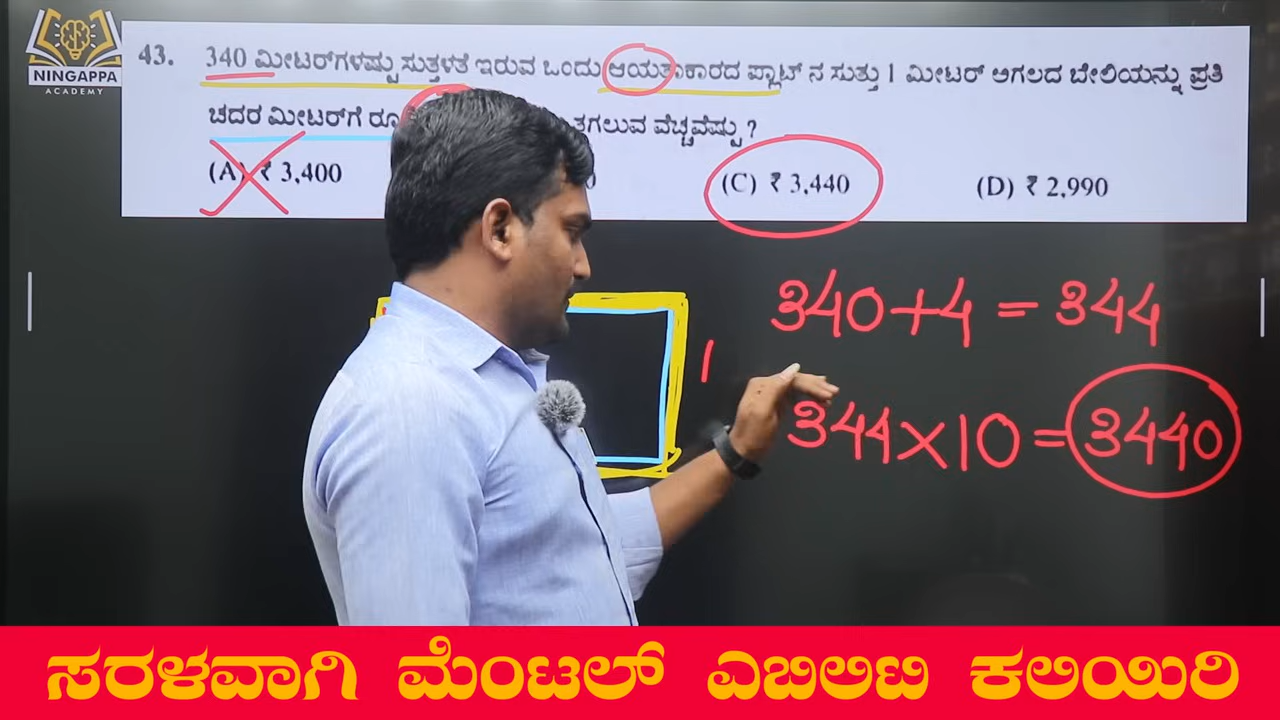 NINGAPPA
ACADEMY
43. 340 ಮೀಟರ್‌ಗಳಷ್ಟು ಸುತ್ತಳತೆ ಇರುವ ಒಂದು ಆಯತಾಕಾರದ ಪ್ಲಾಟ್ ನ ಸುತ್ತು 1 ಮೀಟರ್ ಅಗಲದ ಬೇಲಿಯನ್ನು ಪ್ರತಿ
ಚದರ ಮೀಟರ್‌ಗೆ ತಗಲುವ ವೆಚ್ಚವೆಷ್ಟು ?
(A) ₹ 3,400 (C) ₹ 3,440 (D) ₹ 2,990
340+4 = 344
1
344×10 = 3440
ಸರಳವಾಗಿ ಮೆಂಟಲ್ ಎಬಿಲಿಟಿ ಕಲಿಯಿರಿ